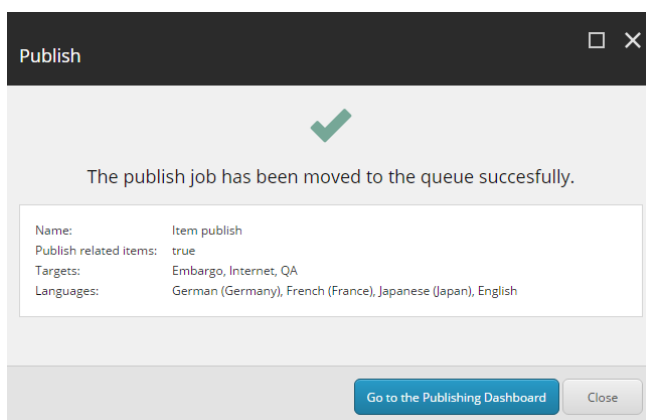 Publish
The publish job has been moved to the queue succesfully.
Name: Item publish
Publish related items: true
Targets: Embargo, Internet, QA
Languages: German (Germany), French (France), Japanese (Japan), English
Go to the Publishing Dashboard Close